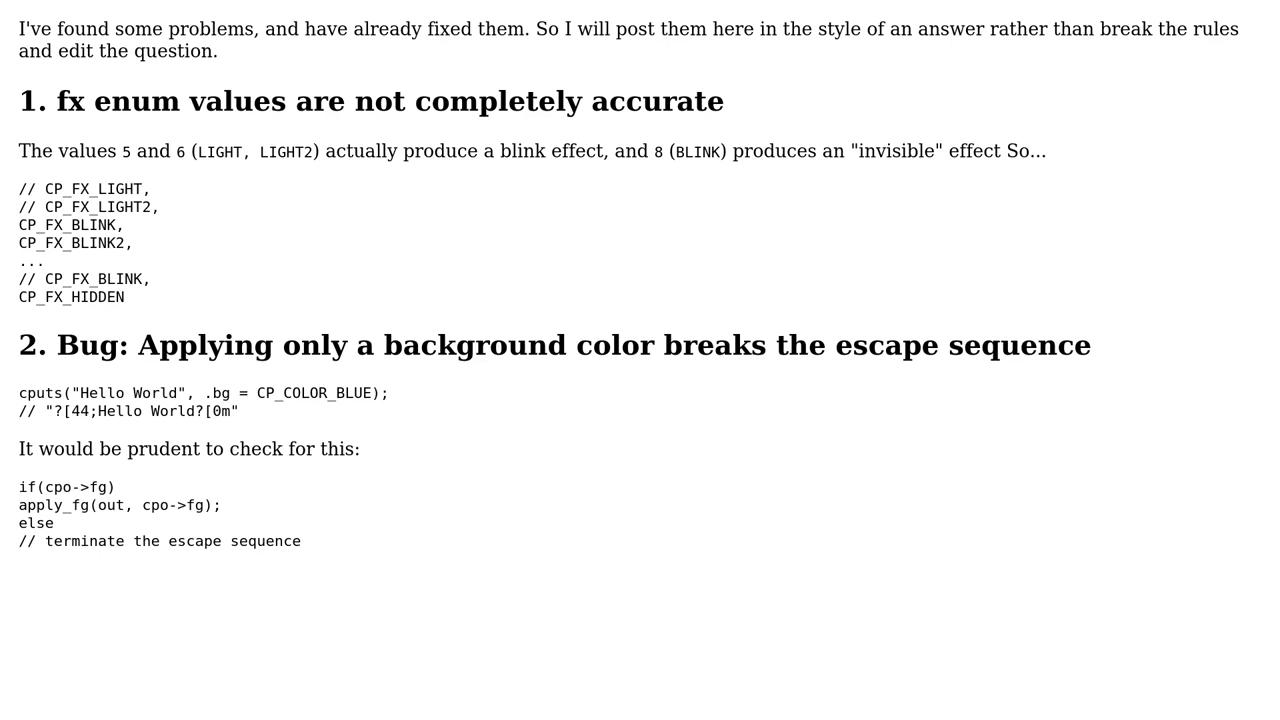 I've found some problems, and have already fixed them. So I will post them here in the style of an answer rather than break the rules
and edit the question.
1. fx enum values are not completely accurate
The values 5 and 6 (LIGHT, LIGHT2) actually produce a blink effect, and 8 (BLINK) produces an "invisible" effect So...
// CP_FX_LIGHT,
// CP_FX_LIGHT2,
CP_FX_BLINK,
CP_FX_BLINK2,
...
// CP_FX_BLINK,
CP_FX_HIDDEN
2. Bug: Applying only a background color breaks the escape sequence
cputs("Hello World", .bg = CP_COLOR_BLUE);
// "?[44;Hello World?[0m"
It would be prudent to check for this:
if(cpo->fg)
apply_fg(out, cpo->fg);
else
// terminate the escape sequence